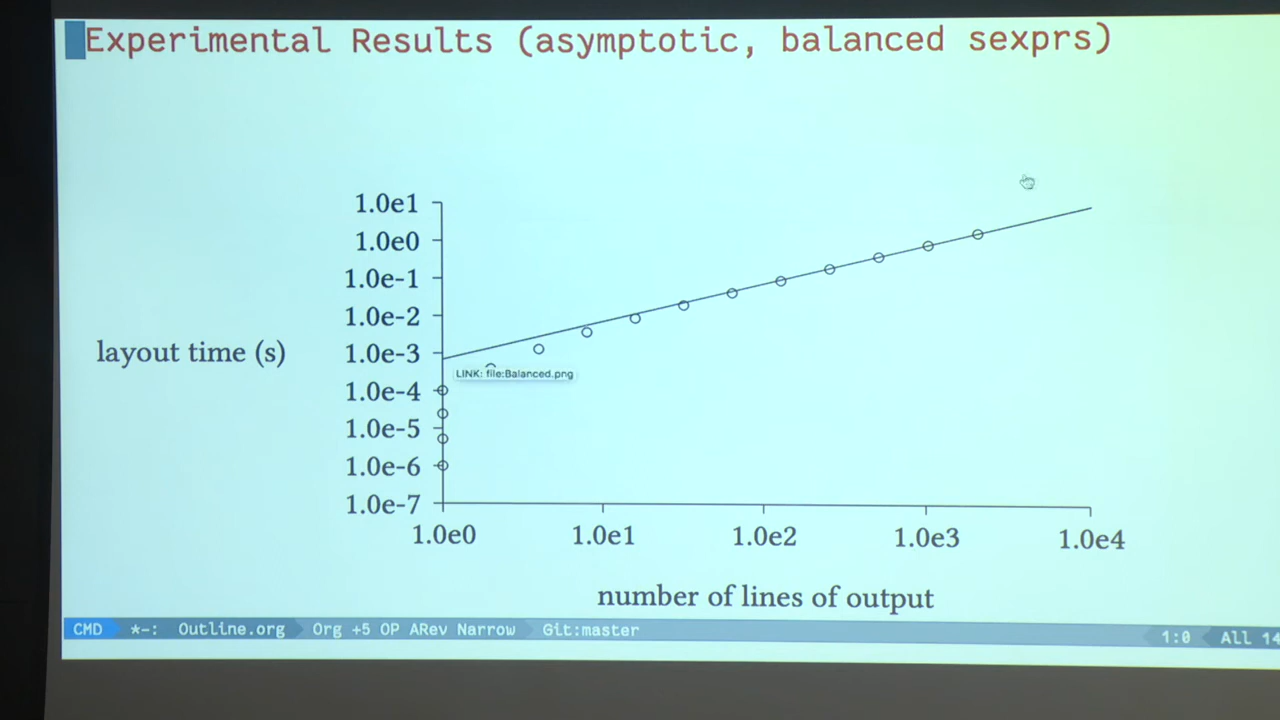 Experimental Results (asymptotic, balanced sexprs)
1.0e1
1.0e0
1.0e-1
1.0e-2
layout time (s)
1.0e-3
LINK: file:Balanced.png
1.0e-4
1.0e-5
1.0e-6
1.0e-7
1.0e0 1.0e1 1.0e2 1.0e3 1.0e4
number of lines of output
CMD *-: Outline.org Org +5 OP ARev Narrow Git:master 1:0 All 14